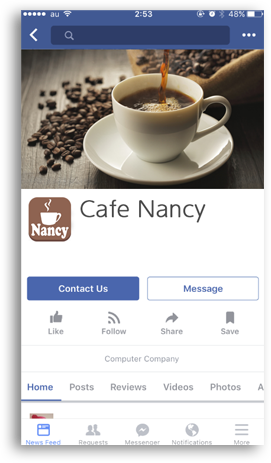 au 2:53 48%
Cafe Nancy
Nancy
Contact Us Message
Like Follow Share Save
Computer Company
Home Posts Reviews Videos Photos A
News Feed Requests Messenger Notifications More